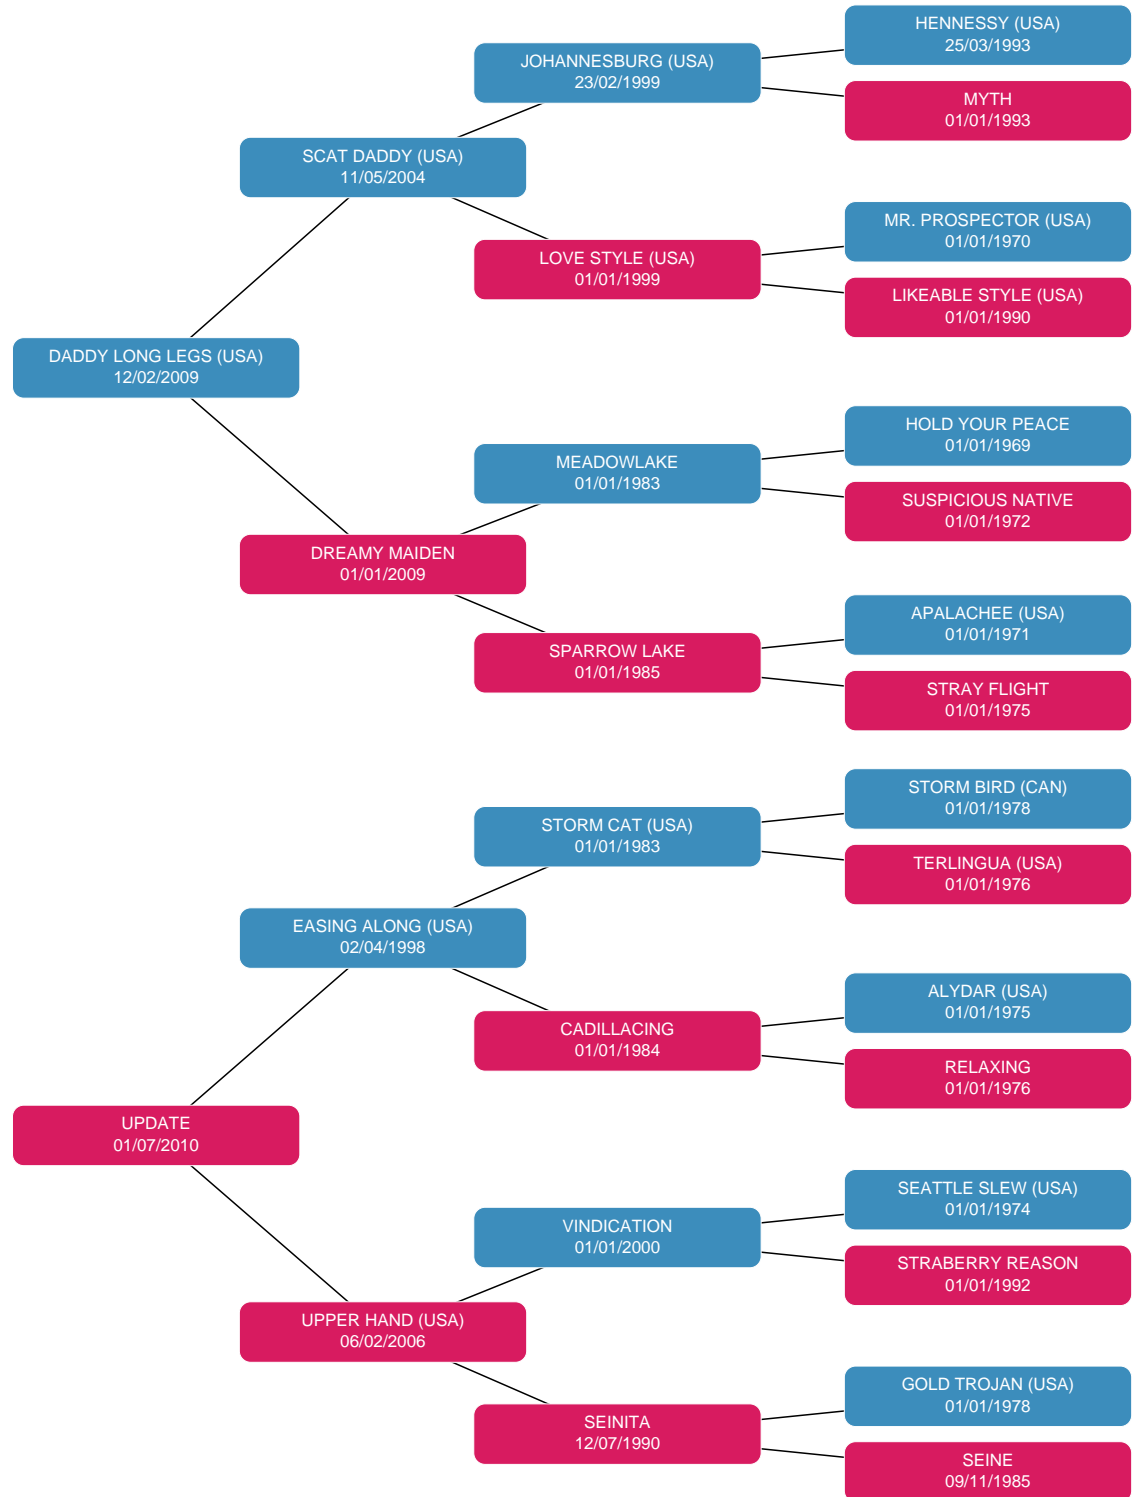 HENNESSY (USA)
25/03/1993
JOHANNESBURG (USA)
23/02/1999
MYTH
01/01/1993
SCAT DADDY (USA)
11/05/2004
MR. PROSPECTOR (USA)
01/01/1970
LOVE STYLE (USA)
01/01/1999
LIKEABLE STYLE (USA)
01/01/1990
DADDY LONG LEGS (USA)
12/02/2009
HOLD YOUR PEACE
01/01/1969
MEADOWLAKE
01/01/1983
SUSPICIOUS NATIVE
01/01/1972
DREAMY MAIDEN
01/01/2009
APALACHEE (USA)
01/01/1971
SPARROW LAKE
01/01/1985
STRAY FLIGHT
01/01/1975
STORM BIRD (CAN)
01/01/1978
STORM CAT (USA)
01/01/1983
TERLINGUA (USA)
01/01/1976
EASING ALONG (USA)
02/04/1998
ALYDAR (USA)
01/01/1975
CADILLACING
01/01/1984
RELAXING
01/01/1976
UPDATE
01/07/2010
SEATTLE SLEW (USA)
01/01/1974
VINDICATION
01/01/2000
STRABERRY REASON
01/01/1992
UPPER HAND (USA)
06/02/2006
GOLD TROJAN (USA)
01/01/1978
SEINITA
12/07/1990
SEINE
09/11/1985